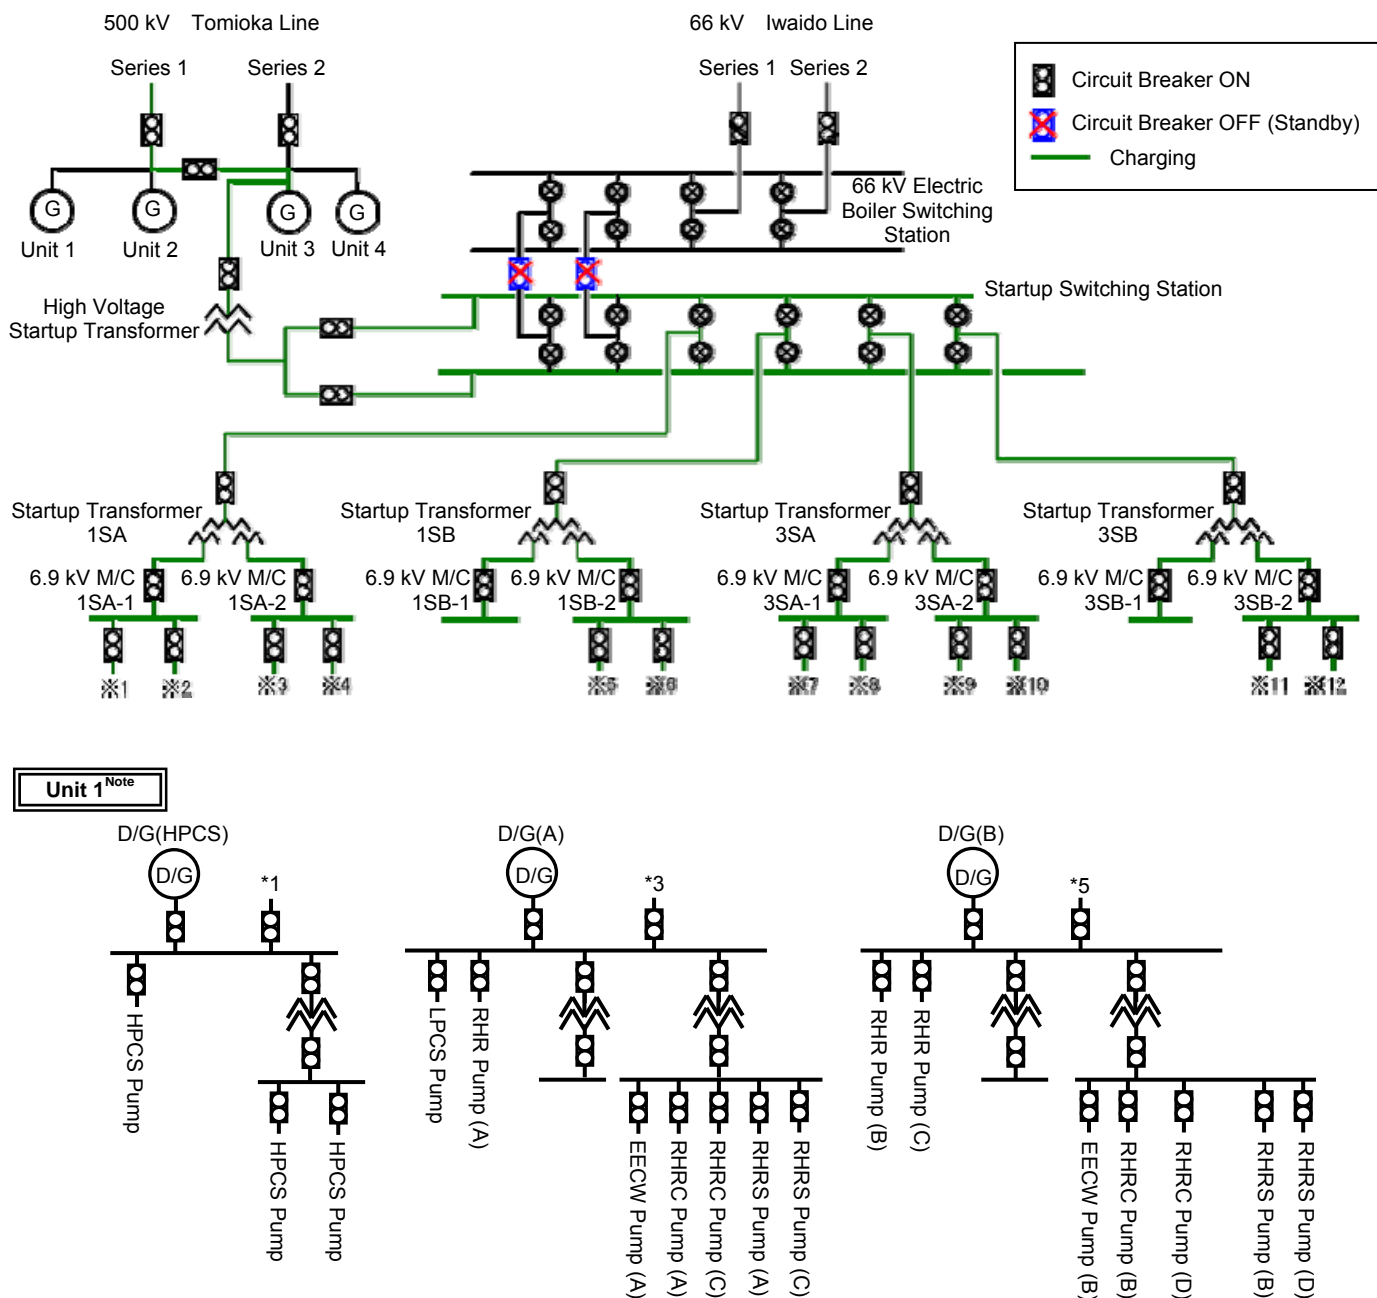 500 kV Tomioka Line
66 kV Iwaido Line
Series 1
Series 2
Series 1
Series 2
Circuit Breaker ON
Circuit Breaker OFF (Standby)
Charging
G
G
G
G
Unit 1
Unit 2
Unit 3
Unit 4
66 kV Electric
Boiler Switching
Station
High Voltage
Startup Transformer
Startup Switching Station
Startup Transformer
1SA
Startup Transformer
1SB
Startup Transformer
3SA
Startup Transformer
3SB
6.9 kV M/C
1SA-1
6.9 kV M/C
1SA-2
6.9 kV M/C
1SB-1
6.9 kV M/C
1SB-2
6.9 kV M/C
3SA-1
6.9 kV M/C
3SA-2
6.9 kV M/C
3SB-1
6.9 kV M/C
3SB-2
※1
※2
※3
※4
※5
※6
※7
※8
※9
※10
※11
※12
Unit 1 Note
D/G(HPCS)
D/G
*1
HPCS Pump
HPCS Pump
HPCS Pump
D/G(A)
D/G
*3
LPCS Pump
RHR Pump (A)
EECW Pump (A)
RHRC Pump (A)
RHRC Pump (C)
RHRS Pump (A)
RHRS Pump (C)
D/G(B)
D/G
*5
RHR Pump (B)
RHR Pump (C)
EECW Pump (B)
RHRC Pump (B)
RHRC Pump (D)
RHRS Pump (B)
RHRS Pump (D)